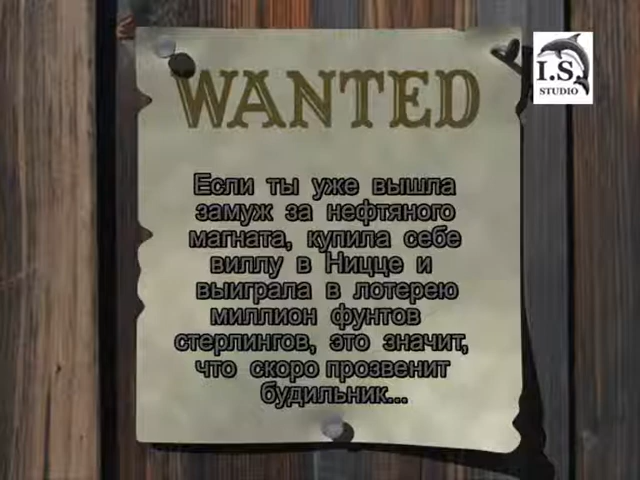 I.S.
STUDIO
WANTED
Если ты уже вышла
замуж за нефтяного
магната, купила себе
виллу в Ницце и
выиграла в лотерею
миллион фунтов
стерлингов, это значит,
что скоро прозвенит
будильник...